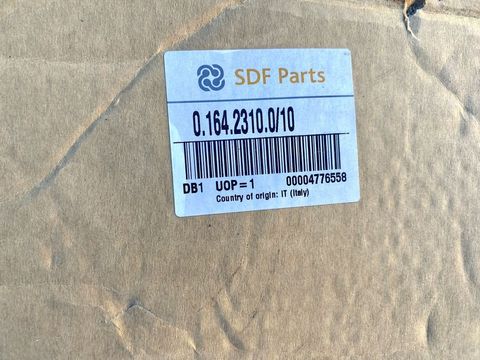 SDF Parts
0.164.2310.0/10
DB1 UOP=1 00004776558
Country of origin: IT (Italy)